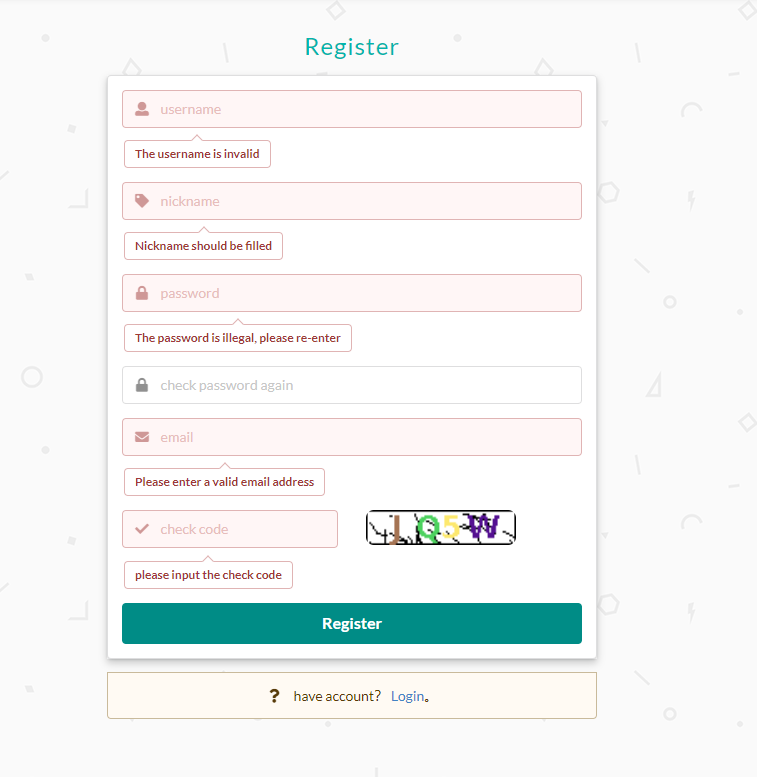 Register
username
The username is invalid
nickname
Nickname should be filled
password
The password is illegal, please re-enter
check password again
email
Please enter a valid email address
check code
JQ5W
please input the check code
Register
? have account? Login。